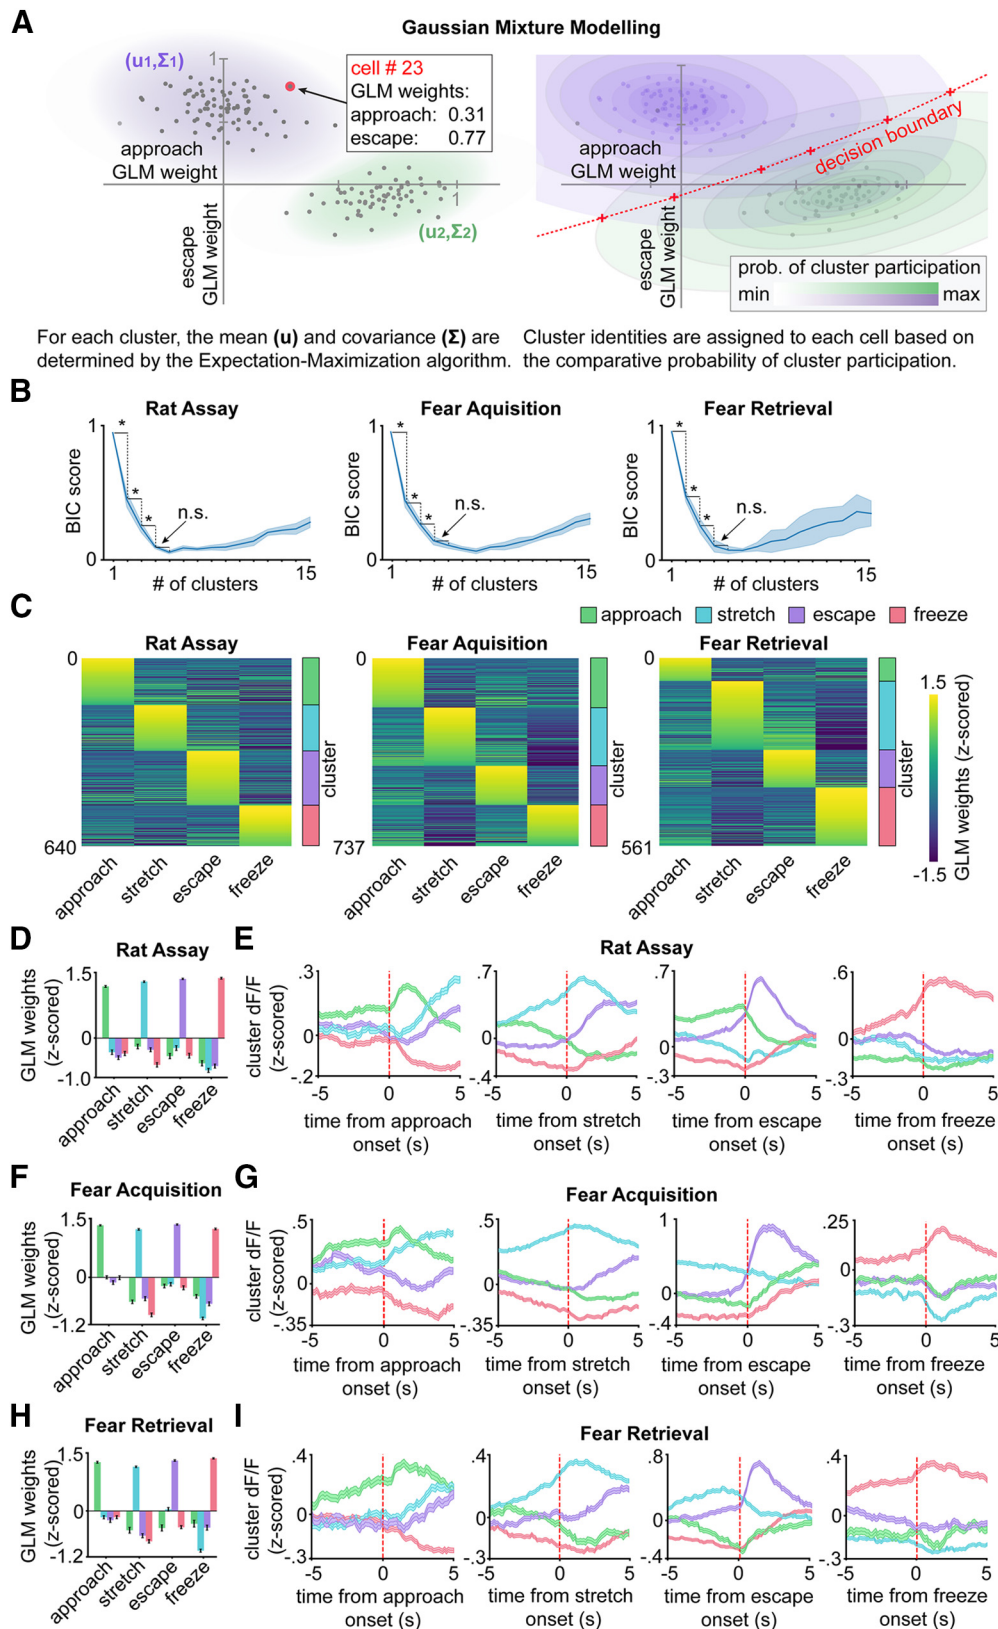 A
Gaussian Mixture Modelling
(u1,Σ1)
1
cell # 23
GLM weights:
approach: 0.31
escape: 0.77
approach
GLM weight
1
(u2,Σ2)
escape
GLM weight
approach
GLM weight
decision boundary
escape
GLM weight
prob. of cluster participation
min max
For each cluster, the mean (u) and covariance (Σ) are
determined by the Expectation-Maximization algorithm.
Cluster identities are assigned to each cell based on
the comparative probability of cluster participation.
B
Rat Assay
BIC score
1
0
* * *
n.s.
1 15
# of clusters
Fear Aquisition
BIC score
1
0
* * *
n.s.
1 15
# of clusters
Fear Retrieval
BIC score
1
0
* * *
n.s.
1 15
# of clusters
C
approach stretch escape freeze
Rat Assay
0
640
cluster
approach stretch escape freeze
Fear Aquisition
0
737
cluster
approach stretch escape freeze
Fear Retrieval
0
561
cluster
approach stretch escape freeze
1.5
-1.5
GLM weights (z-scored)
D
Rat Assay
GLM weights
(z-scored)
1.5
0
-1.0
approach stretch escape freeze
E
Rat Assay
cluster dF/F
(z-scored)
.3
0
-.2
-5 0 5
time from approach
onset (s)
.7
0
-.4
-5 0 5
time from stretch
onset (s)
.7
0
-.3
-5 0 5
time from escape
onset (s)
.6
0
-.3
-5 0 5
time from freeze
onset (s)
F
Fear Acquisition
GLM weights
(z-scored)
1.5
0
-1.2
approach stretch escape freeze
G
Fear Acquisition
cluster dF/F
(z-scored)
.5
0
-.35
-5 0 5
time from approach
onset (s)
.5
0
-.35
-5 0 5
time from stretch
onset (s)
1
0
-.4
-5 0 5
time from escape
onset (s)
.25
0
-.3
-5 0 5
time from freeze
onset (s)
H
Fear Retrieval
GLM weights
(z-scored)
1.5
0
-1.2
approach stretch escape freeze
I
Fear Retrieval
cluster dF/F
(z-scored)
.4
0
-.3
-5 0 5
time from approach
onset (s)
.4
0
-.3
-5 0 5
time from stretch
onset (s)
.8
0
-.4
-5 0 5
time from escape
onset (s)
.4
0
-.3
-5 0 5
time from freeze
onset (s)